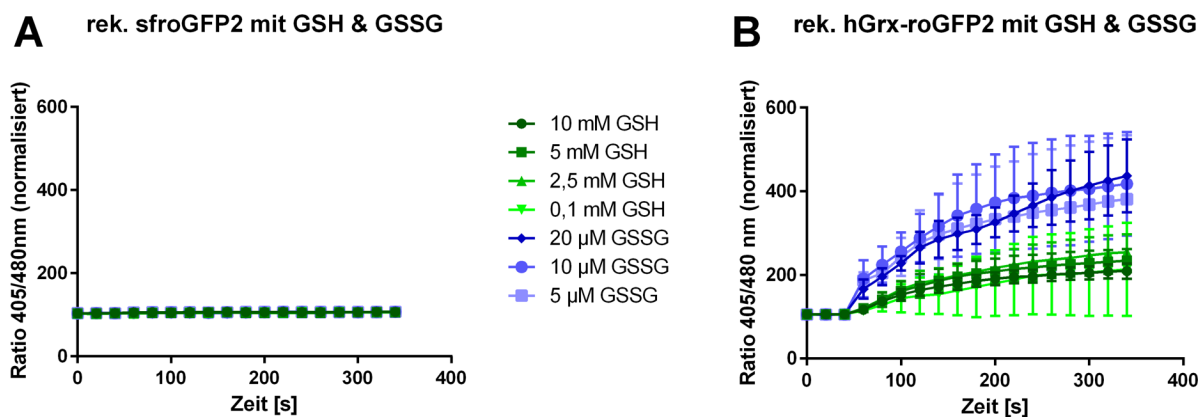 A
rek. sfroGFP2 mit GSH & GSSG
Ratio 405/480nm (normalisiert)
600
400
200
0
0
100
200
300
400
Zeit [s]
10 mM GSH
5 mM GSH
2,5 mM GSH
0,1 mM GSH
20 µM GSSG
10 µM GSSG
5 µM GSSG
B
rek. hGrx-roGFP2 mit GSH & GSSG
Ratio 405/480 nm (normalisiert)
600
400
200
0
0
100
200
300
400
Zeit [s]